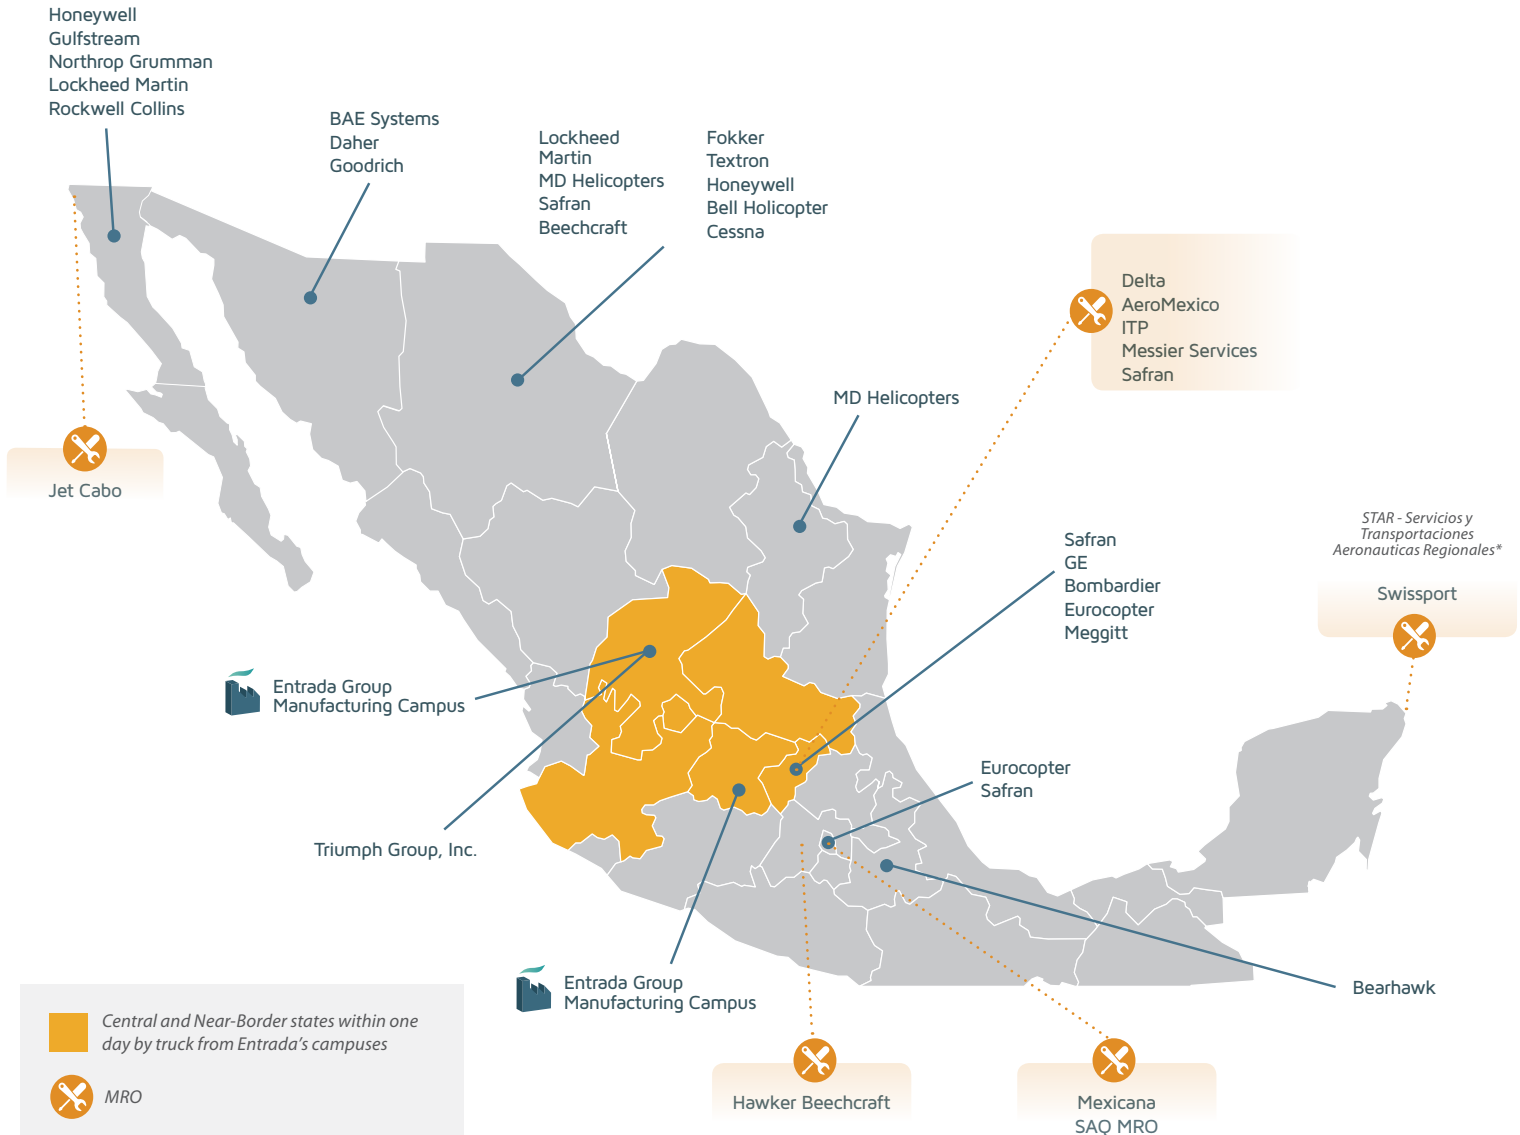 Honeywell
Gulfstream
Northrop Grumman
Lockheed Martin
Rockwell Collins
BAE Systems
Daher
Goodrich
Lockheed
Martin
MD Helicopters
Safran
Beechcraft
Fokker
Textron
Honeywell
Bell Holicopter
Cessna
Delta
AeroMexico
ITP
Messier Services
Safran
MD Helicopters
Jet Cabo
STAR - Servicios y
Transportaciones
Aeronauticas Regionales*
Swissport
Safran
GE
Bombardier
Eurocopter
Meggitt
Entrada Group
Manufacturing Campus
Eurocopter
Safran
Triumph Group, Inc.
Entrada Group
Manufacturing Campus
Bearhawk
Central and Near-Border states within one
day by truck from Entrada's campuses
MRO
Hawker Beechcraft
Mexicana
SAQ MRO